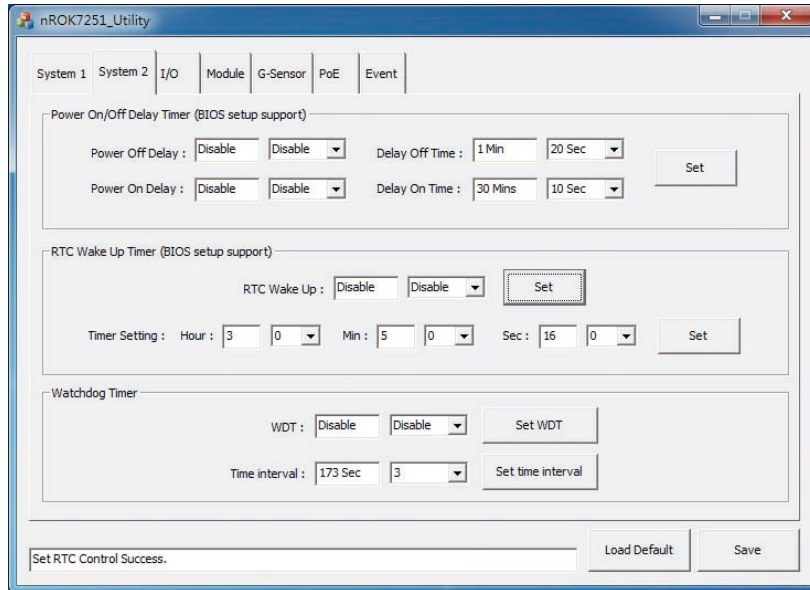 nROK7251_Utility
System 1 System 2 I/O Module G-Sensor PoE Event
Power On/Off Delay Timer (BIOS setup support)
Power Off Delay : Disable Disable Delay Off Time : 1 Min 20 Sec
Set
Power On Delay : Disable Disable Delay On Time : 30 Mins 10 Sec
RTC Wake Up Timer (BIOS setup support)
RTC Wake Up : Disable Disable Set
Timer Setting : Hour : 3 0 Min : 5 0 Sec : 16 0 Set
Watchdog Timer
WDT : Disable Disable Set WDT
Time interval : 173 Sec 3 Set time interval
Load Default Save
Set RTC Control Success.